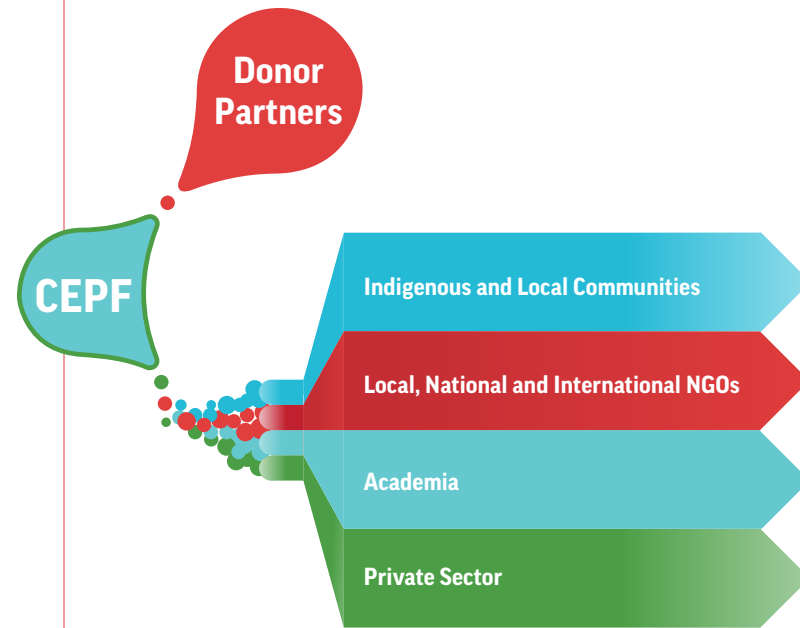 Donor
Partners
CEPF
Indigenous and Local Communities
Local, National and International NGOs
Academia
Private Sector